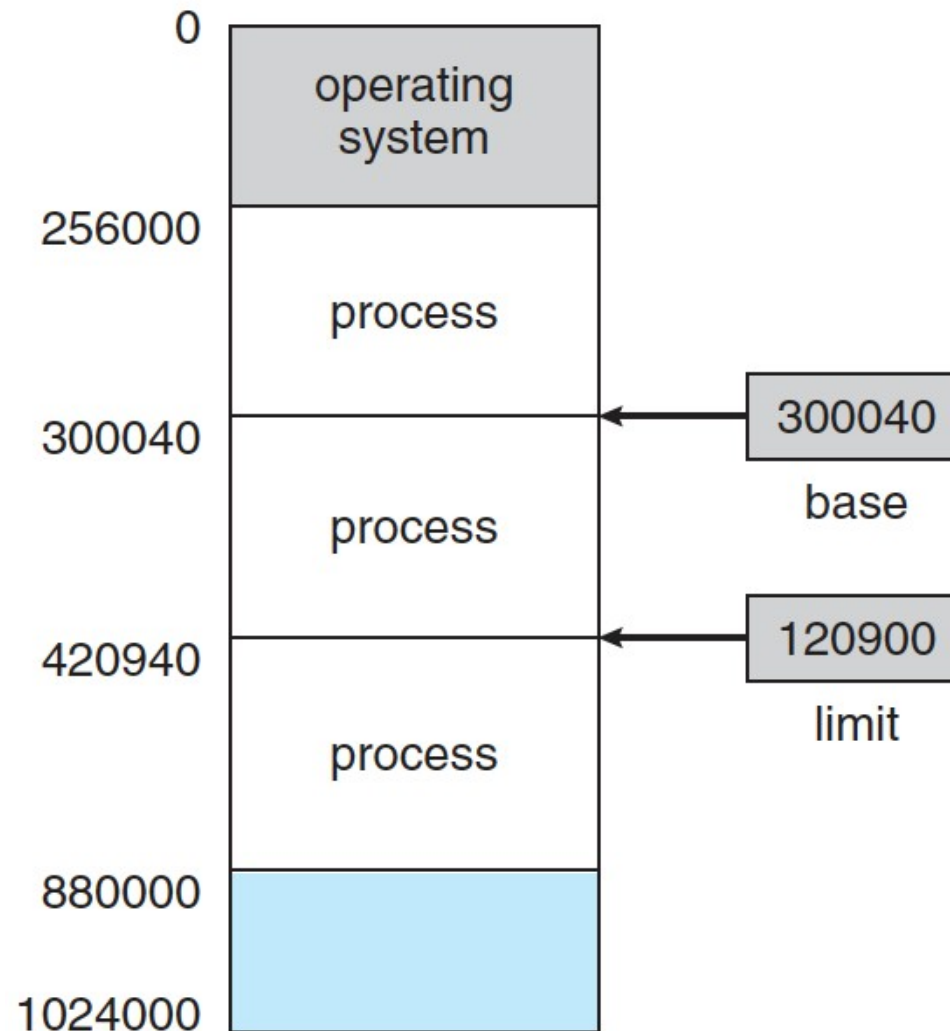 0
operating
system
256000
process
300040
300040
base
process
420940
120900
limit
process
880000
1024000